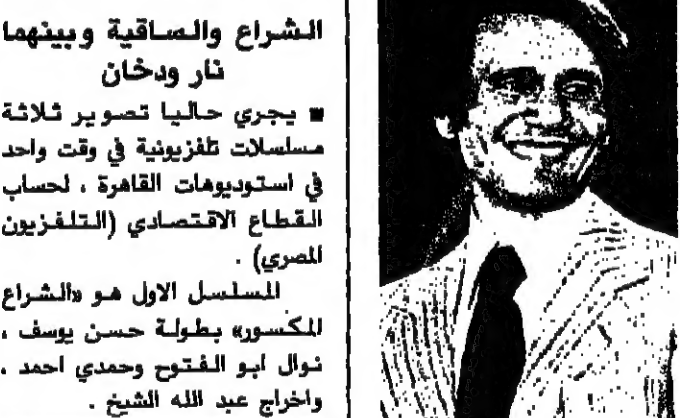 الشراع والساقية وبينهما
نار ودخان
■ يجري حاليا تصوير ثلاثة
مسلسلات تلفزيونية في وقت واحد
في استوديوهات القاهرة ، لحساب
القطاع الاقتصادي (التلفزيون
المصري) .
المسلسل الاول هو «الشراع
المكسور» بطولة حسن يوسف ،
نوال ابو الفتوح وحمدي احمد ،
واخراج عبد الله الشيخ .